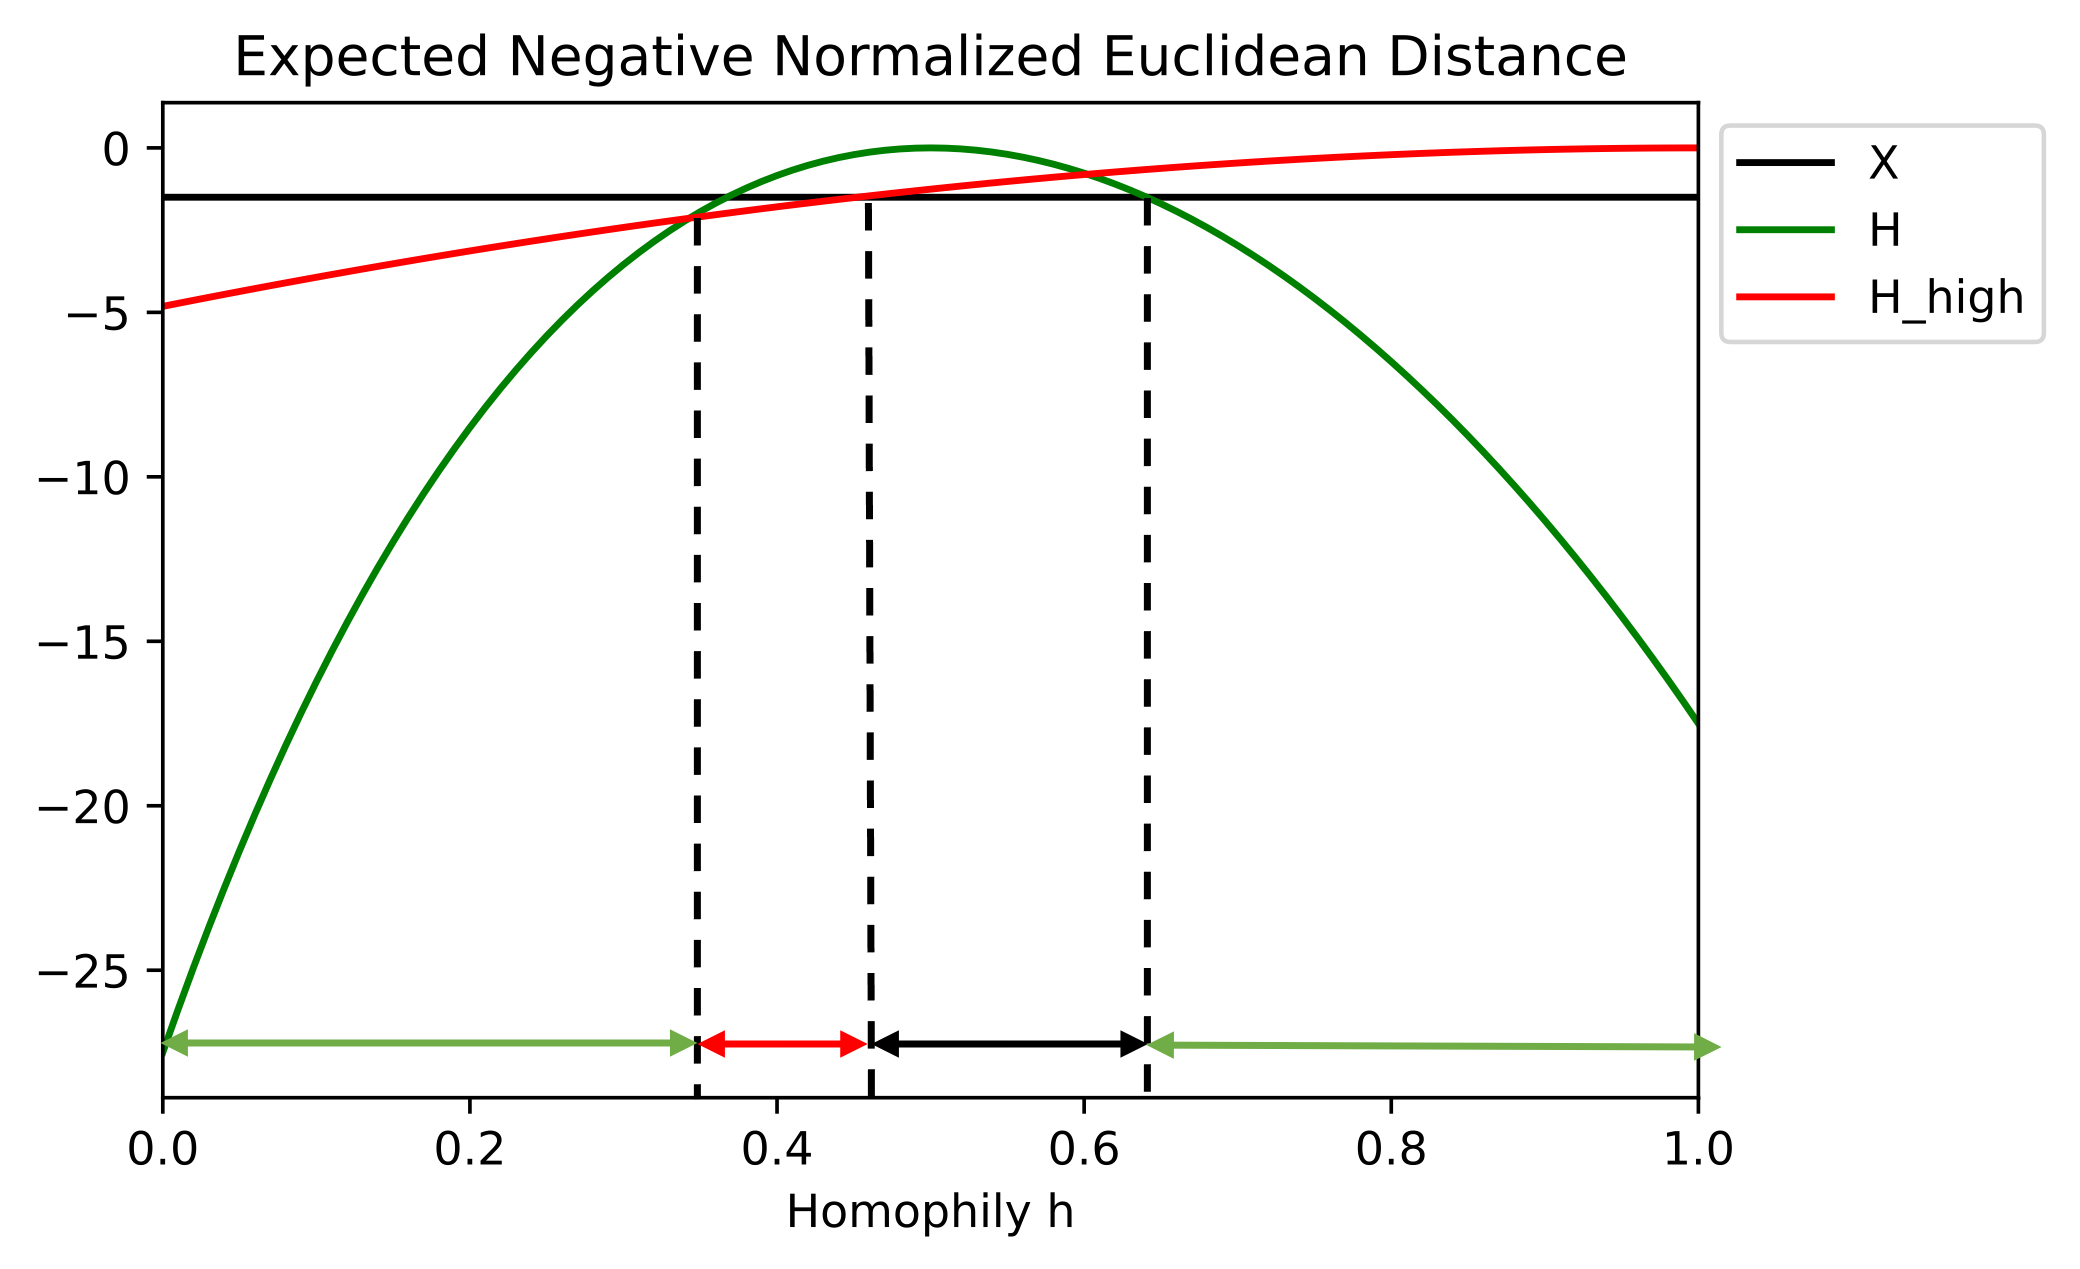 Expected Negative Normalized Euclidean Distance
0
−5
−10
−15
−20
−25
0.0 0.2 0.4 0.6 0.8 1.0
Homophily h
X
H
H_high